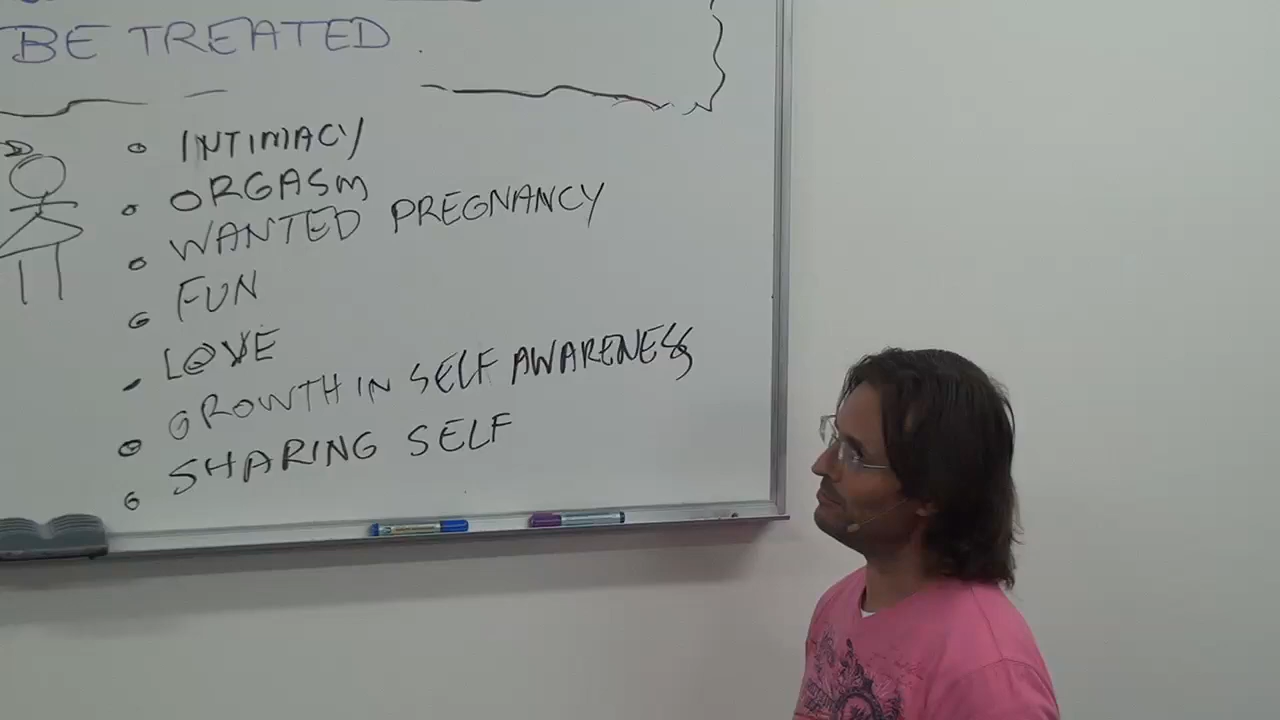 BE TREATED.
INTIMACY
ORGASM
WANTED PREGNANCY
FUN
LOVE
GROWTH IN SELF AWARENESS
SHARING SELF